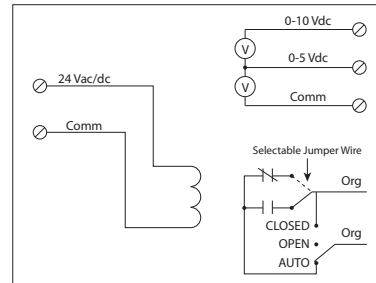 0-10 Vdc
V
24 Vac/dc
0-5 Vdc
V
Comm
Comm
Selectable Jumper Wire
Org
CLOSED
Org
OPEN
AUTO